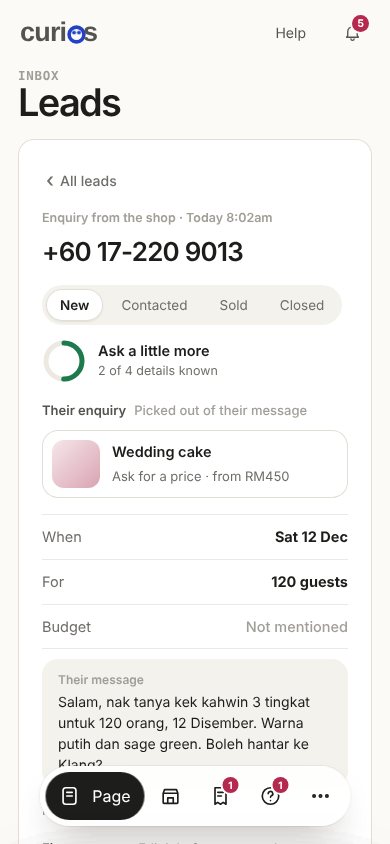 curios
Help
5
INBOX
Leads
All leads
Enquiry from the shop · Today 8:02am
+60 17-220 9013
New Contacted Sold Closed
Ask a little more
2 of 4 details known
Their enquiry Picked out of their message
Wedding cake
Ask for a price · from RM450
When Sat 12 Dec
For 120 guests
Budget Not mentioned
Their message
Salam, nak tanya kek kahwin 3 tingkat
untuk 120 orang, 12 Disember. Warna
putih dan sage green. Boleh hantar ke
Klang?
Page 1 1